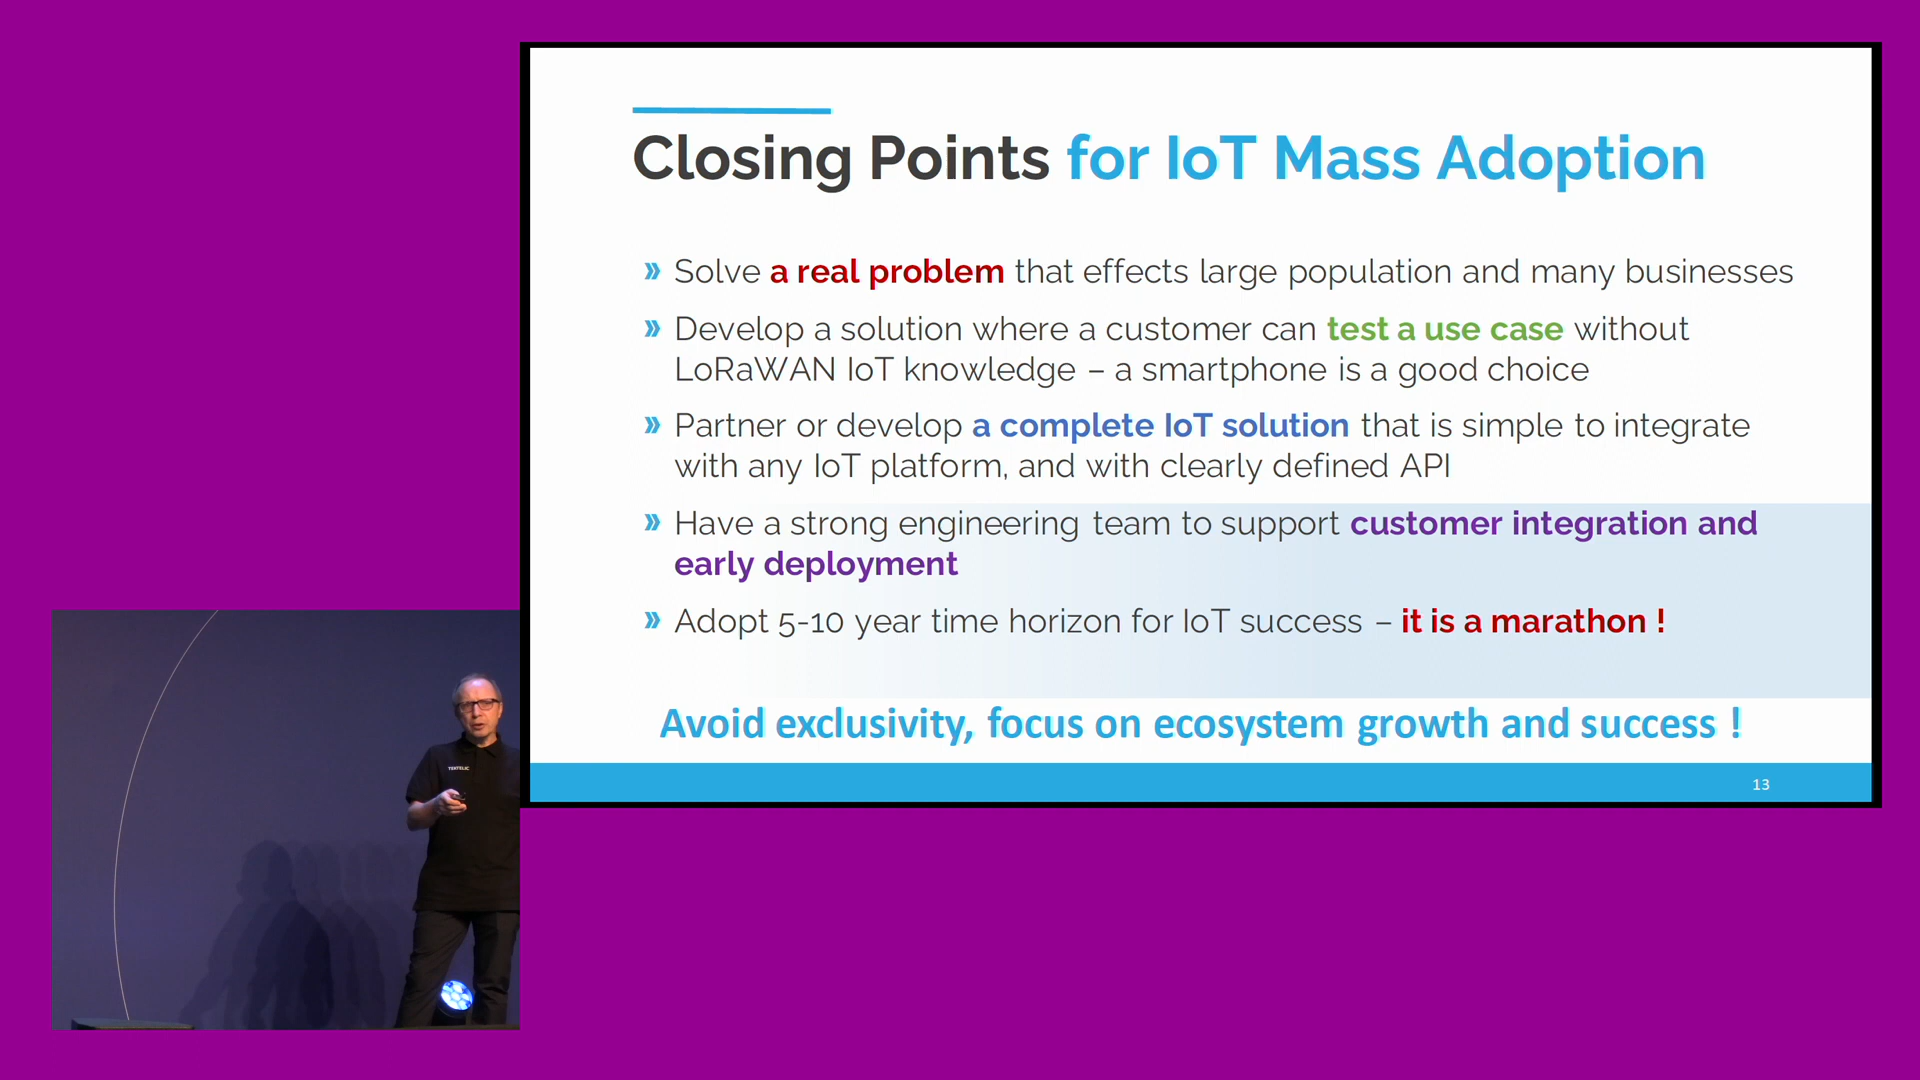 Closing Points for IoT Mass Adoption
» Solve a real problem that effects large population and many businesses
» Develop a solution where a customer can test a use case without
LoRaWAN IoT knowledge – a smartphone is a good choice
» Partner or develop a complete IoT solution that is simple to integrate
with any IoT platform, and with clearly defined API
» Have a strong engineering team to support customer integration and
early deployment
» Adopt 5-10 year time horizon for IoT success – it is a marathon !
Avoid exclusivity, focus on ecosystem growth and success !
13
TEKTELIC